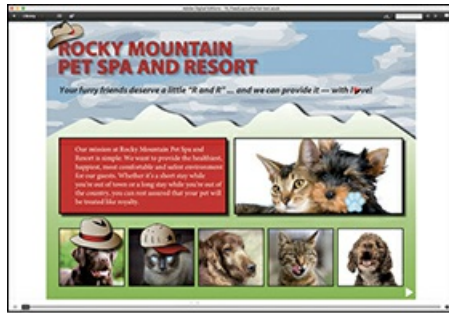 ROCKY MOUNTAIN
PET SPA AND RESORT
Your furry friends deserve a little "R and R" ... and we can provide it — with love!
Our mission at Rocky Mountain Pet Spa and
Resort is simple: We want to provide the healthiest,
happiest, most comfortable and safest environment
for our guests. Whether it's a short stay while
you're out of town or a long stay while you're out of
the country, you can rest assured that your pet will
be treated like royalty.